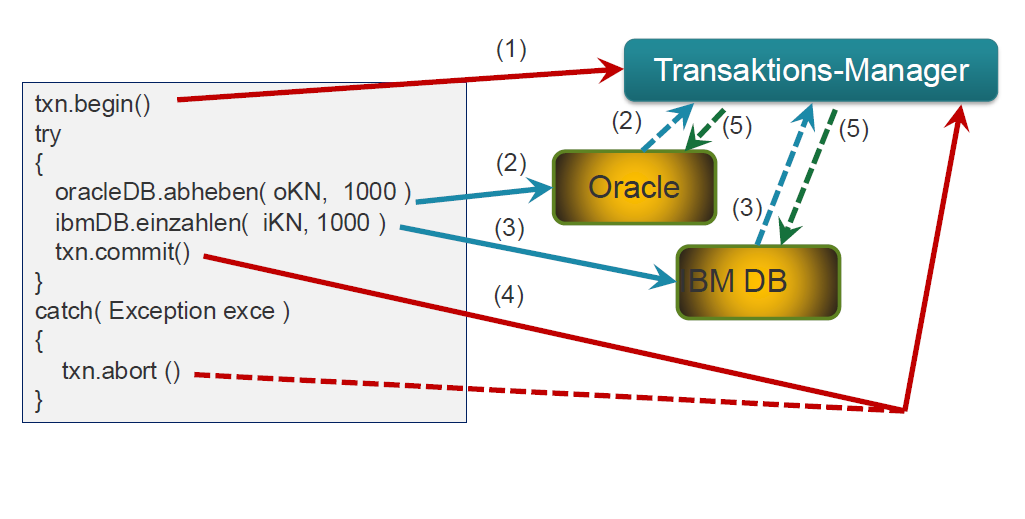 (1)
Transaktions-Manager
txn.begin()
try
{
oracleDB.abheben( oKN, 1000 )
ibmDB.einzahlen( iKN, 1000 )
txn.commit()
}
catch( Exception exce )
{
txn.abort ()
}
(2)
(5)
(5)
(2)
Oracle
(3)
(3)
BM DB
(4)